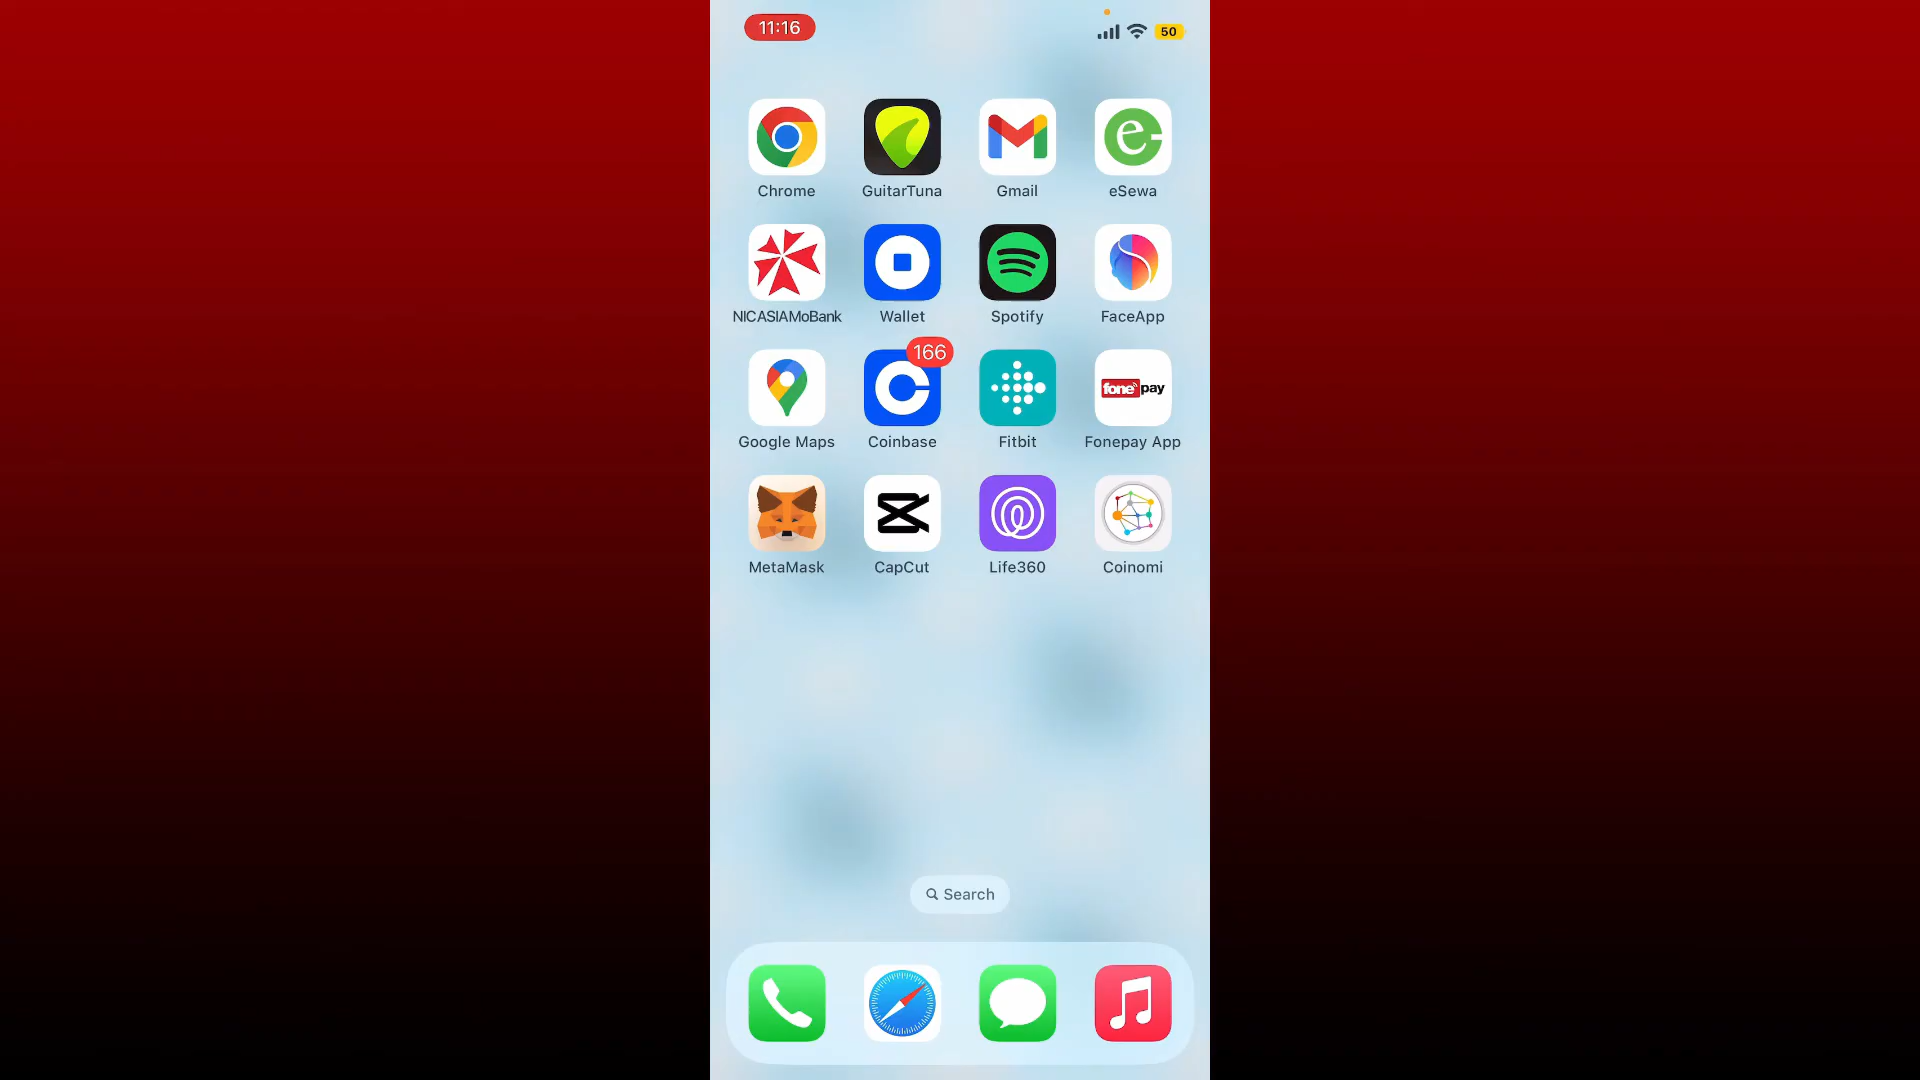 11:16
50
Chrome
GuitarTuna
Gmail
eSewa
NICASIAMoBank
Wallet
Spotify
FaceApp
166
fone pay
Google Maps
Coinbase
Fitbit
Fonepay App
MetaMask
CapCut
Life360
Coinomi
Search